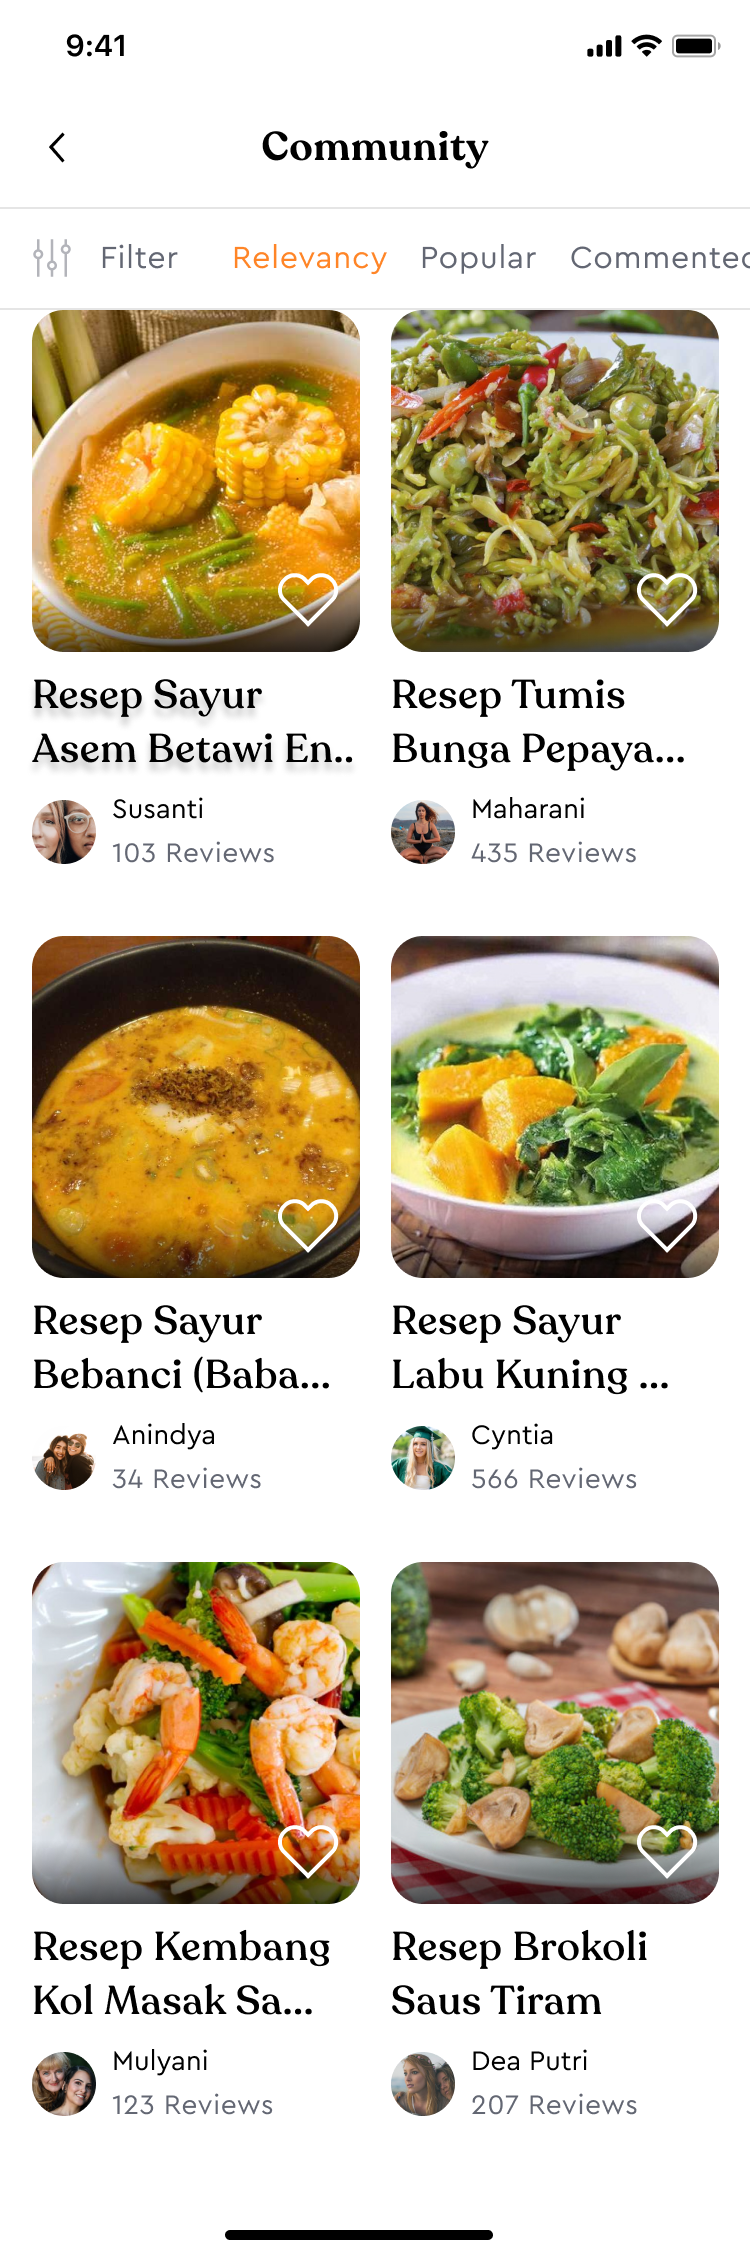 9:41
Community
Filter Relevancy Popular Commented
Resep Sayur
Asem Betawi En..
Susanti
103 Reviews
Resep Tumis
Bunga Pepaya...
Maharani
435 Reviews
Resep Sayur
Bebanci (Baba...
Anindya
34 Reviews
Resep Sayur
Labu Kuning ...
Cyntia
566 Reviews
Resep Kembang
Kol Masak Sa...
Mulyani
123 Reviews
Resep Brokoli
Saus Tiram
Dea Putri
207 Reviews